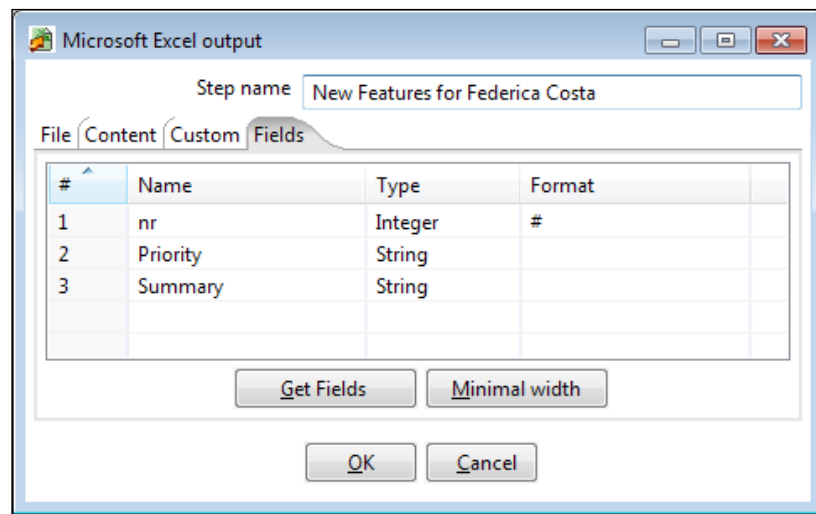 Microsoft Excel output
Step name New Features for Federica Costa
File Content Custom Fields
# Name Type Format
1 nr Integer #
2 Priority String
3 Summary String
Get Fields Minimal width
OK Cancel